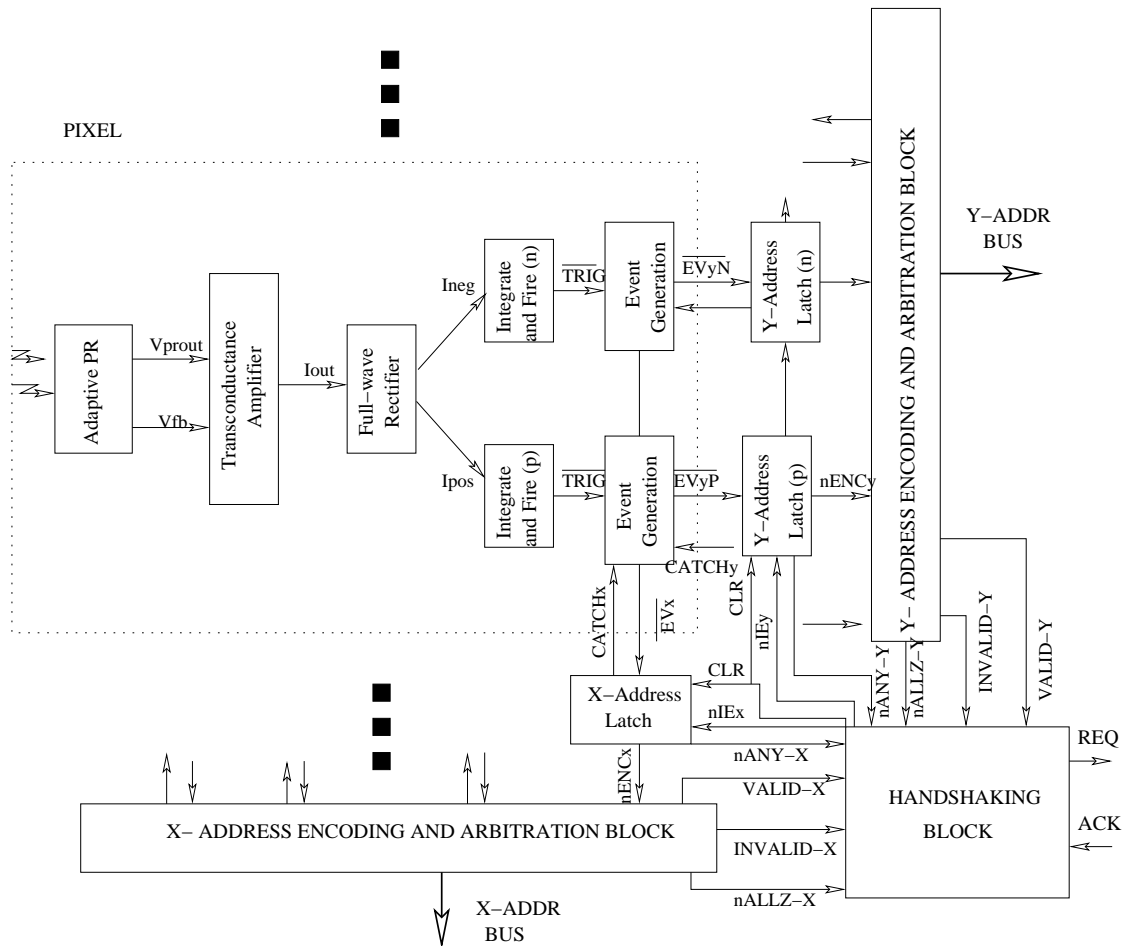 PIXEL
Y-ADDR
BUS
Y- ADDRESS ENCODING AND ARBITRATION BLOCK
Adaptive PR
Vprout
Vfb
Transconductance
Amplifier
Iout
Full-wave
Rectifier
Ineg
Ipos
Integrate
and Fire (n)
TRIG
Event
Generation
EVyN
Y-Address
Latch (n)
Integrate
and Fire (p)
TRIG
Event
Generation
EVyP
Y-Address
Latch (p)
nENCy
CATCHy
CATCHx
EVx
CLR
nIEy
nANY-Y
nALLZ-Y
INVALID-Y
VALID-Y
X-Address
Latch
CLR
nIEx
nANY-X
nENCx
VALID-X
INVALID-X
nALLZ-X
HANDSHAKING
BLOCK
REQ
ACK
X- ADDRESS ENCODING AND ARBITRATION BLOCK
X-ADDR
BUS